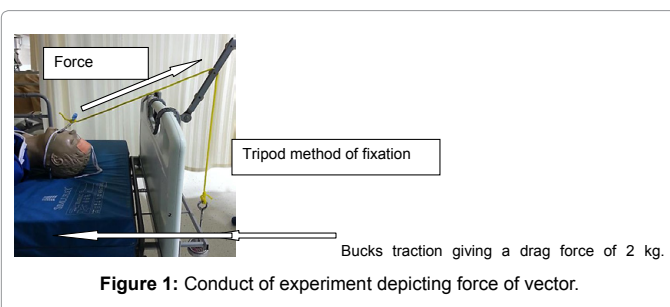 Force
Tripod method of fixation
Bucks traction giving a drag force of 2 kg.
Figure 1: Conduct of experiment depicting force of vector.